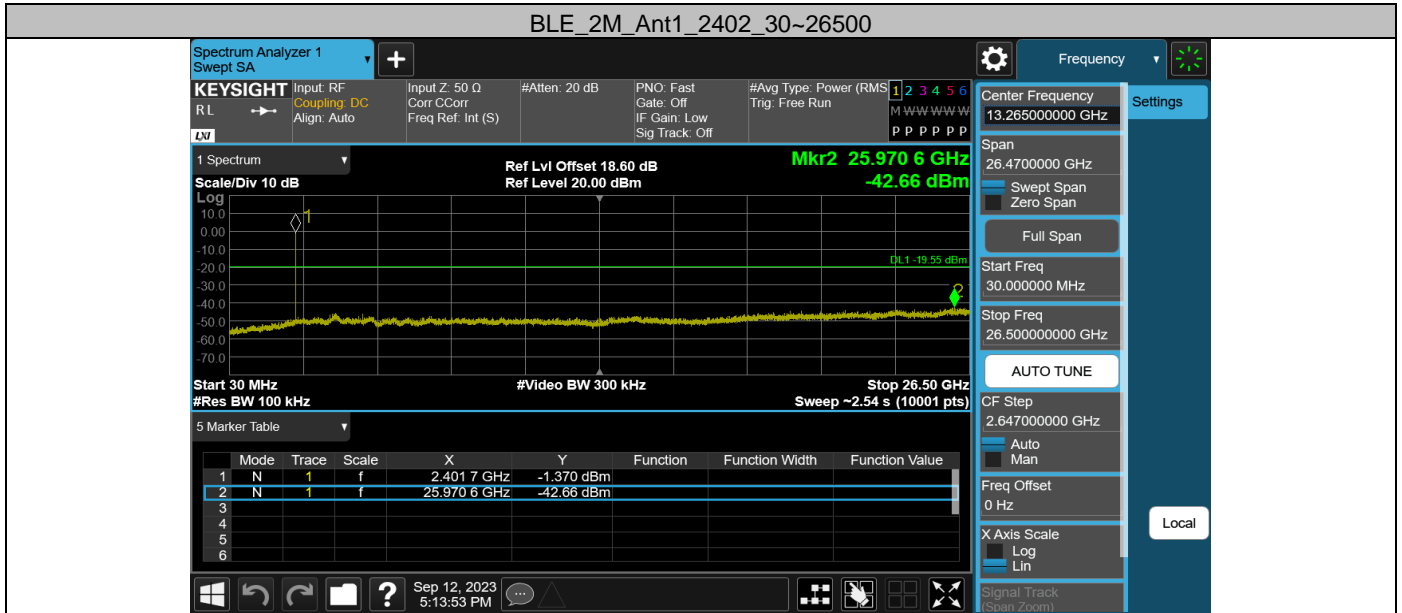 BLE_2M_Ant1_2402_30~26500
Spectrum Analyzer 1
Swept SA
+
Frequency
KEYSIGHT
RL
LXI
Input: RF
Coupling: DC
Align: Auto
Input Z: 50 Ω
Corr CCorr
Freq Ref: Int (S)
#Atten: 20 dB
PNO: Fast
Gate: Off
IF Gain: Low
Sig Track: Off
#Avg Type: Power (RMS
Trig: Free Run
1 2 3 4 5 6
M W W W W W
P P P P P P
Center Frequency
13.265000000 GHz
Settings
Span
26.4700000 GHz
Swept Span
Zero Span
Full Span
Start Freq
30.000000 MHz
Stop Freq
26.500000000 GHz
AUTO TUNE
CF Step
2.647000000 GHz
Auto
Man
Freq Offset
0 Hz
X Axis Scale
Log
Lin
Signal Track
(Span Zoom)
Local
1 Spectrum
Scale/Div 10 dB
Ref Lvl Offset 18.60 dB
Ref Level 20.00 dBm
Mkr2 25.970 6 GHz
-42.66 dBm
Log
10.0
0.00
-10.0
-20.0
-30.0
-40.0
-50.0
-60.0
-70.0
1
DL1 -19.55 dBm
2
Start 30 MHz
#Res BW 100 kHz
#Video BW 300 kHz
Stop 26.50 GHz
Sweep ~2.54 s (10001 pts)
5 Marker Table
Mode Trace Scale X Y Function Function Width Function Value
1 N 1 f 2.401 7 GHz -1.370 dBm
2 N 1 f 25.970 6 GHz -42.66 dBm
3
4
5
6
?
Sep 12, 2023
5:13:53 PM